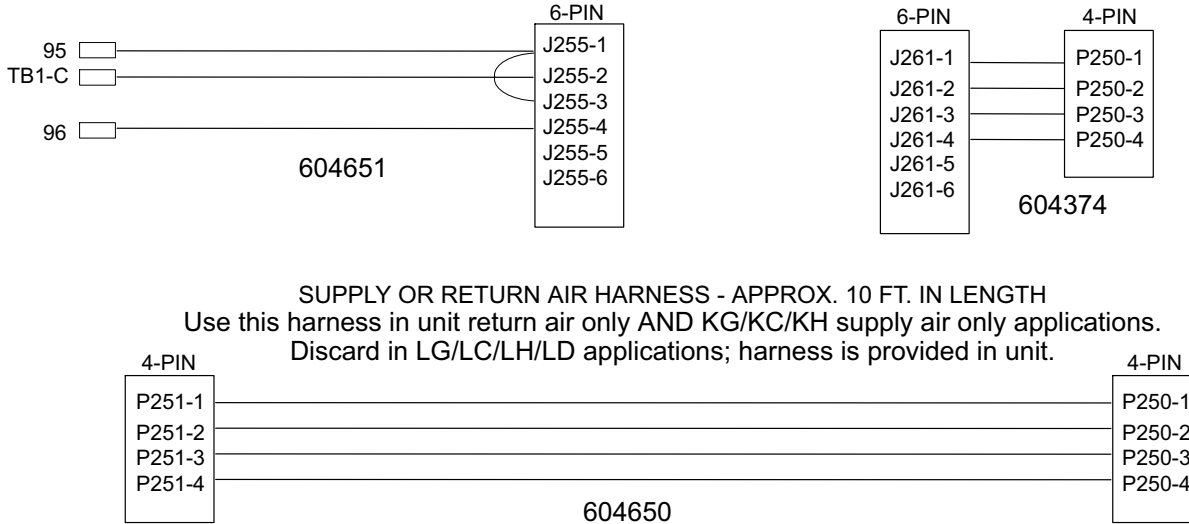 6-PIN
95
TB1-C
96
J255-1
J255-2
J255-3
J255-4
J255-5
J255-6
604651
6-PIN
4-PIN
J261-1
J261-2
J261-3
J261-4
J261-5
J261-6
P250-1
P250-2
P250-3
P250-4
604374
SUPPLY OR RETURN AIR HARNESS - APPROX. 10 FT. IN LENGTH
Use this harness in unit return air only AND KG/KC/KH supply air only applications.
Discard in LG/LC/LH/LD applications; harness is provided in unit.
4-PIN
4-PIN
P251-1
P251-2
P251-3
P251-4
P250-1
P250-2
P250-3
P250-4
604650